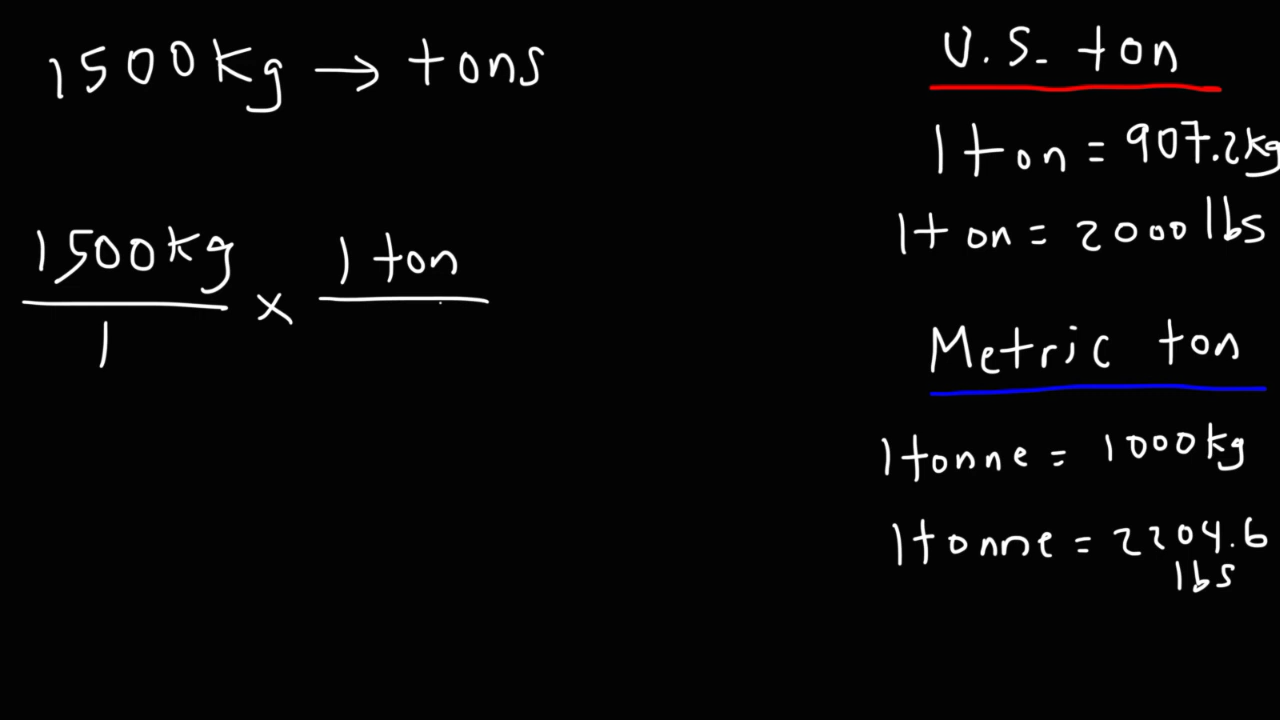 1500kg → tons
1500kg / 1 × 1 ton
U.S. ton
1 ton = 907.2kg
1 ton = 2000 lbs
Metric ton
1 tonne = 1000kg
1 tonne = 2204.6
lbs